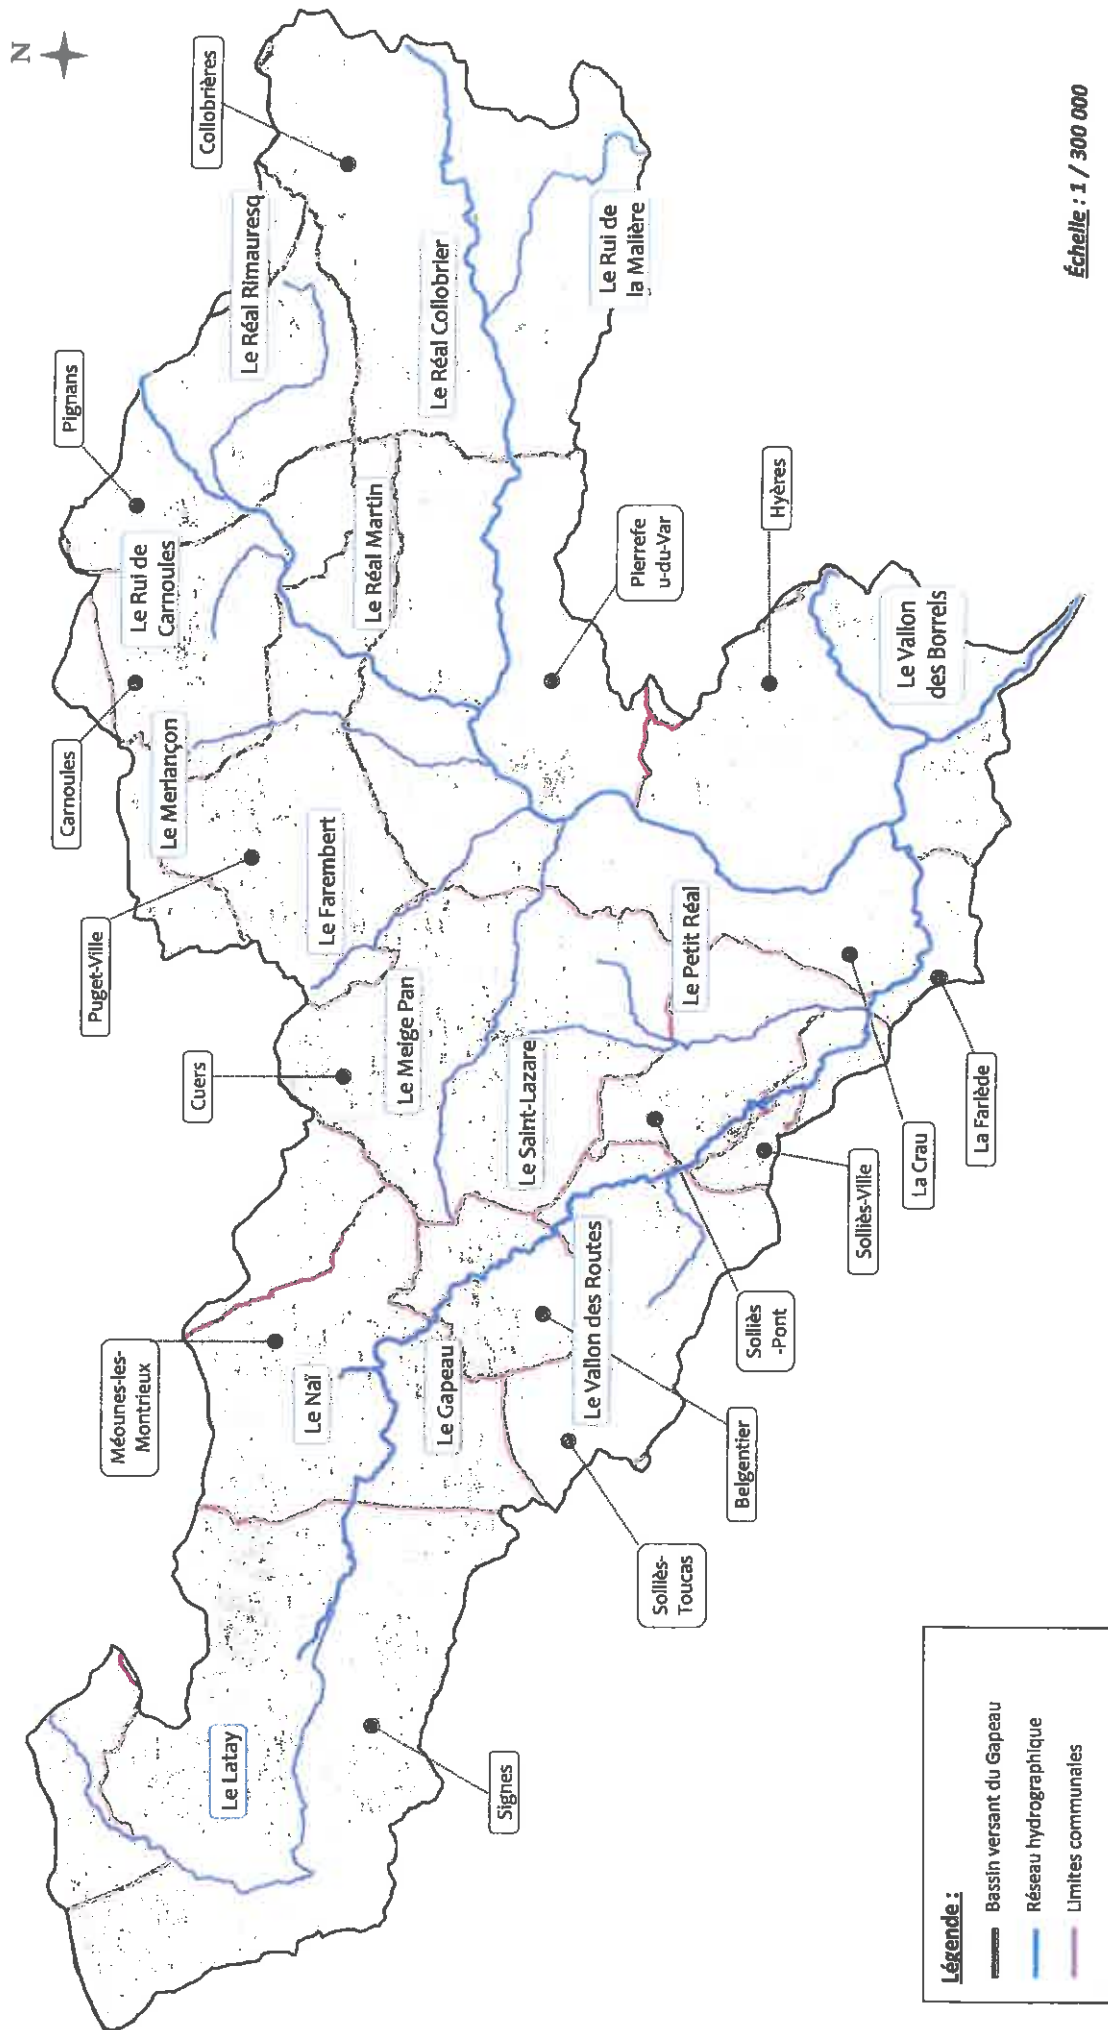 N
Collobrières
Le Réal Rimauresq
Le Réal Collobrier
Le Rui de
la Malière
Pignans
Le Rui de
Carnoules
Le Réal Martin
Pierrefe
u-du-Var
Hyères
Le Vallon
des Borrels
Carnoules
Le Merlançon
Puget-Ville
Le Farembert
Le Petit Réal
Cuers
Le Meige Pan
Le Saint-Lazare
La Farlède
La Crau
Solliès-Ville
Méounes-les-
Montrieux
Le Naï
Le Gapeau
Le Vallon des Routes
Solliès
-Pont
Belgentier
Solliès-
Toucas
Le Latay
Signes
Légende :
Bassin versant du Gapeau
Réseau hydrographique
Limites communales
Échelle : 1 / 300 000